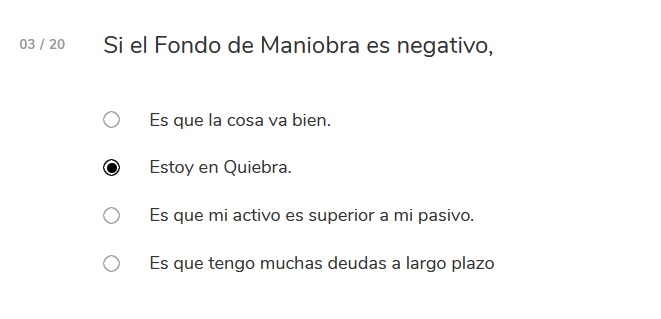 03 / 20 Si el Fondo de Maniobra es negativo,
Es que la cosa va bien.
Estoy en Quiebra.
Es que mi activo es superior a mi pasivo.
Es que tengo muchas deudas a largo plazo